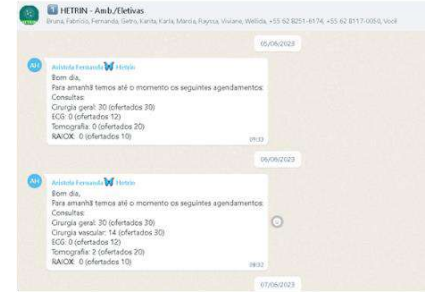 1 HETRIN - Amb./Eletivas
Bruna, Fabrício, Fernanda, Getro, Karita, Karla, Marola, Raysca, Viviane, Wellida, +55 62 8251-6174, +55 62 8117-0050, Você
05/06/2023
AH
Fernanda Hetrin
Bom dia,
Para amanhã temos até o momento os seguintes agendamentos:
Consultas:
Cirurgia geral: 30 (ofertados 30)
ECG: 0 (ofertados 12)
Tomografia: 0 (ofertados 20)
RAIOX: 0 (ofertados 10)
09:33
06/06/2023
AH
Fernanda Hetrin
Bom dia,
Para amanhã temos até o momento os seguintes agendamentos:
Consultas:
Cirurgia geral: 30 (ofertados 30)
Cirurgia vascular: 14 (ofertados 30)
ECG: 0 (ofertados 12)
Tomografia: 2 (ofertados 20)
RAIOX: 0 (ofertados 10)
08:32
07/06/2023